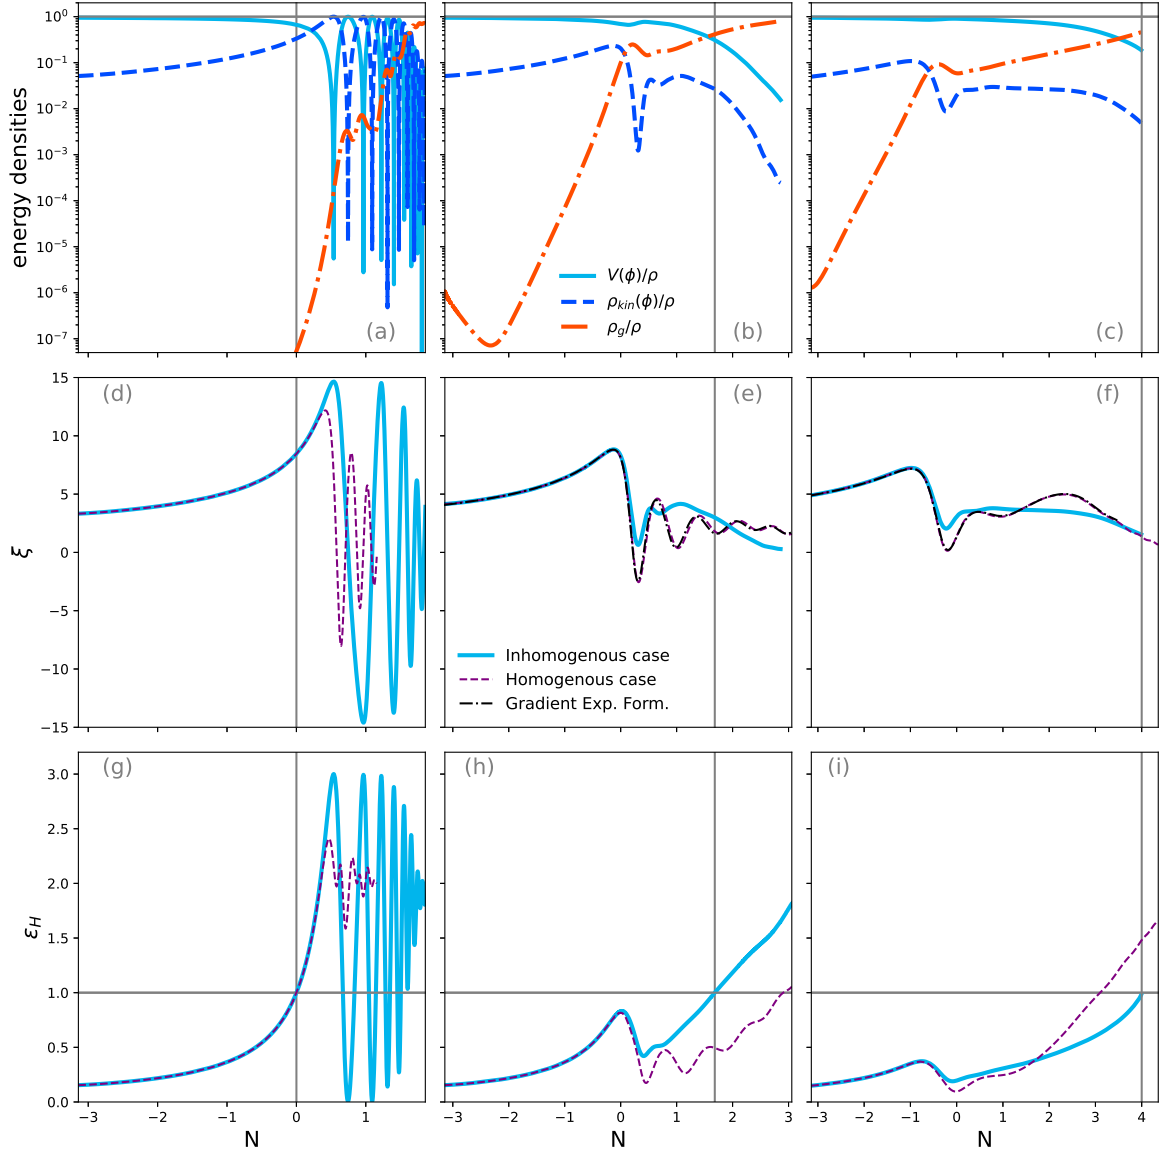 10⁰
10⁻¹
10⁻²
10⁻³
10⁻⁴
10⁻⁵
10⁻⁶
10⁻⁷
energy densities
(a)
(b)
(c)
V(ϕ)/ρ
ρ_kin(ϕ)/ρ
ρ_g/ρ
15
10
5
0
−5
−10
−15
ξ
(d)
(e)
(f)
Inhomogenous case
Homogenous case
Gradient Exp. Form.
3.0
2.5
2.0
1.5
1.0
0.5
0.0
ε_H
(g)
(h)
(i)
−3 −2 −1 0 1
−3 −2 −1 0 1 2 3
−3 −2 −1 0 1 2 3 4
N
N
N